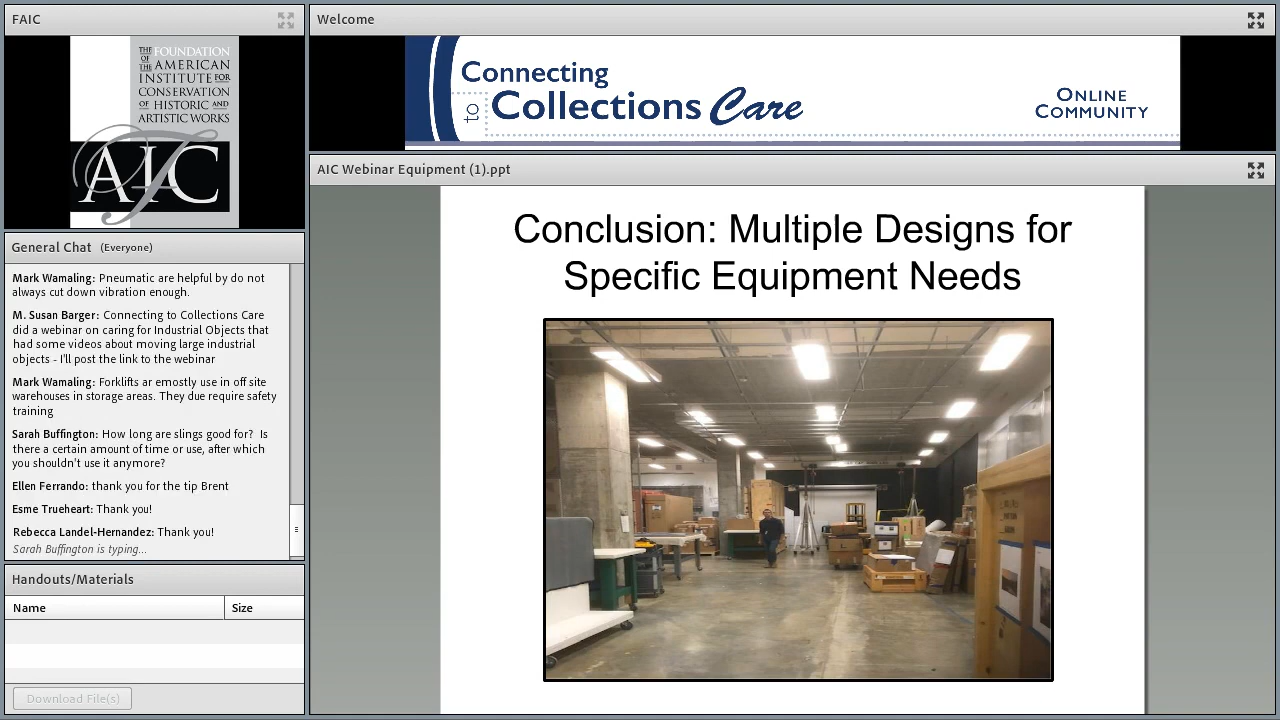 FAIC
THE FOUNDATION
OF THE AMERICAN
INSTITUTE FOR
CONSERVATION
OF HISTORIC AND
ARTISTIC WORKS
AIC
General Chat (Everyone)
Mark Wamaling: Pneumatic are helpful by do not
always cut down vibration enough.
M. Susan Barger: Connecting to Collections Care
did a webinar on caring for Industrial Objects that
had some videos about moving large industrial
objects - I'll post the link to the webinar
Mark Wamaling: Forklifts ar emostly use in off site
warehouses in storage areas. They due require safety
training
Sarah Buffington: How long are slings good for? Is
there a certain amount of time or use, after which
you shouldn't use it anymore?
Ellen Ferrando: thank you for the tip Brent
Esme Trueheart: Thank you!
Rebecca Landel-Hernandez: Thank you!
Sarah Buffington is typing...
Handouts/Materials
Name Size
Download File(s)
Welcome
Connecting
to Collections Care
ONLINE
COMMUNITY
AIC Webinar Equipment (1).ppt
Conclusion: Multiple Designs for
Specific Equipment Needs